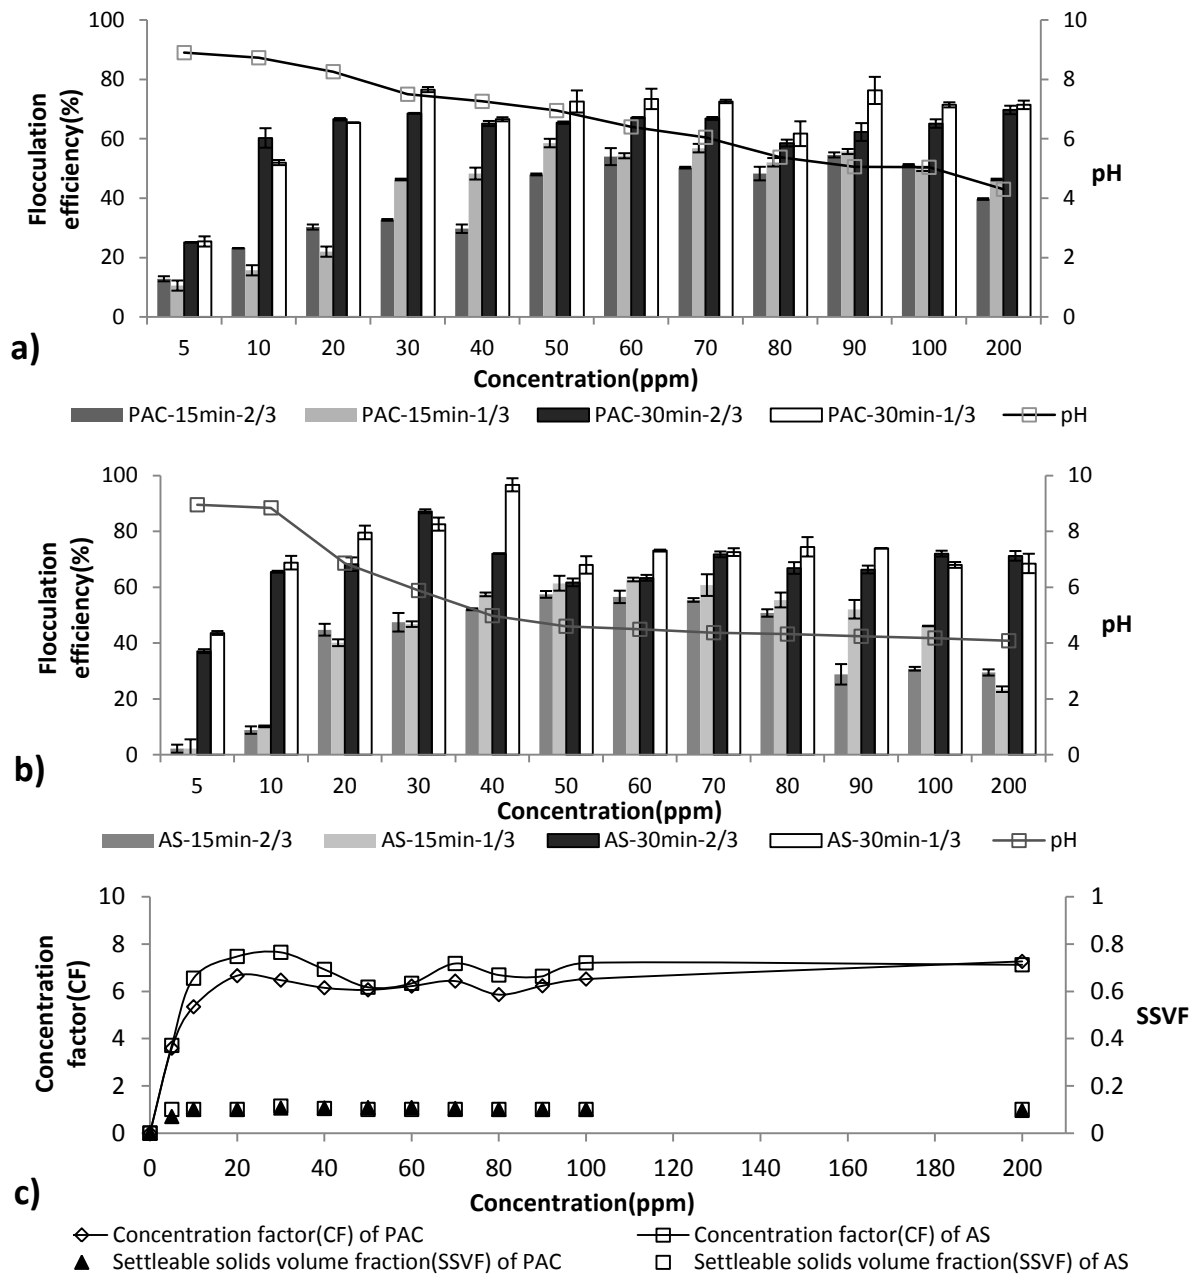 100
80
60
40
20
0
10
8
6
4
2
0
Flocculation
efficiency(%)
pH
5 10 20 30 40 50 60 70 80 90 100 200
a)
Concentration(ppm)
PAC-15min-2/3 PAC-15min-1/3 PAC-30min-2/3 PAC-30min-1/3 pH
100
80
60
40
20
0
10
8
6
4
2
0
Flocculation
efficiency(%)
pH
5 10 20 30 40 50 60 70 80 90 100 200
b)
Concentration(ppm)
AS-15min-2/3 AS-15min-1/3 AS-30min-2/3 AS-30min-1/3 pH
10
8
6
4
2
0
1
0.8
0.6
0.4
0.2
0
Concentration
factor(CF)
SSVF
0 20 40 60 80 100 120 140 160 180 200
c)
Concentration(ppm)
Concentration factor(CF) of PAC Concentration factor(CF) of AS
Settleable solids volume fraction(SSVF) of PAC Settleable solids volume fraction(SSVF) of AS